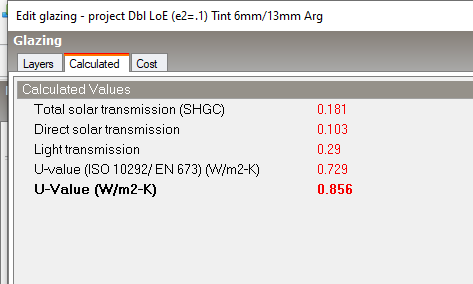 Edit glazing - project Dbl LoE (e2=.1) Tint 6mm/13mm Arg
Glazing
Layers Calculated Cost
Calculated Values
Total solar transmission (SHGC) 0.181
Direct solar transmission 0.103
Light transmission 0.29
U-value (ISO 10292/ EN 673) (W/m2-K) 0.729
U-Value (W/m2-K) 0.856